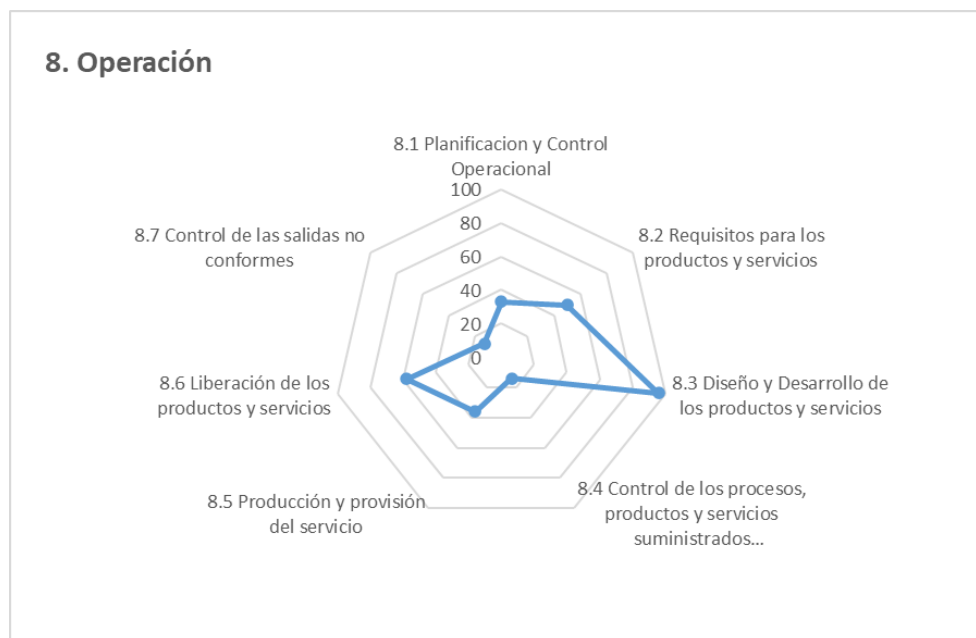 8. Operación
8.1 Planificacion y Control
Operacional
100
80
60
40
20
0
8.2 Requisitos para los
productos y servicios
8.3 Diseño y Desarrollo de
los productos y servicios
8.4 Control de los procesos,
productos y servicios
suministrados...
8.5 Producción y provisión
del servicio
8.6 Liberación de los
productos y servicios
8.7 Control de las salidas no
conformes